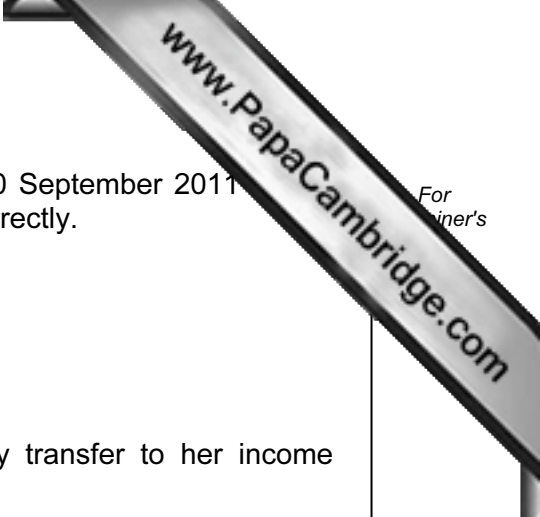 www.PapaCambridge.com
0 September 2011
For
iner's
rectly.
y transfer to her income